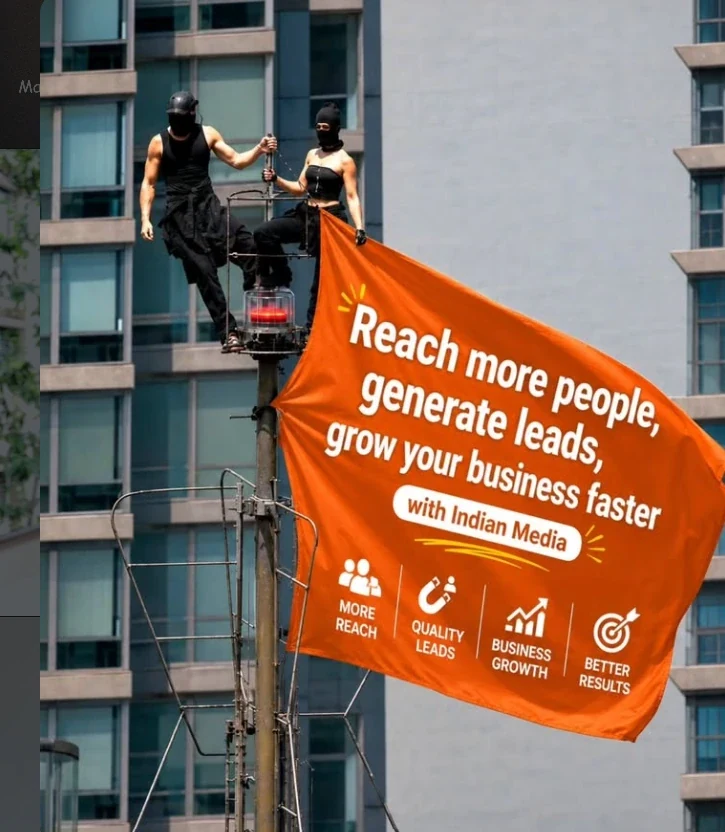 Reach more people,
generate leads,
grow your business faster
with Indian Media
MORE
REACH
QUALITY
LEADS
BUSINESS
GROWTH
BETTER
RESULTS